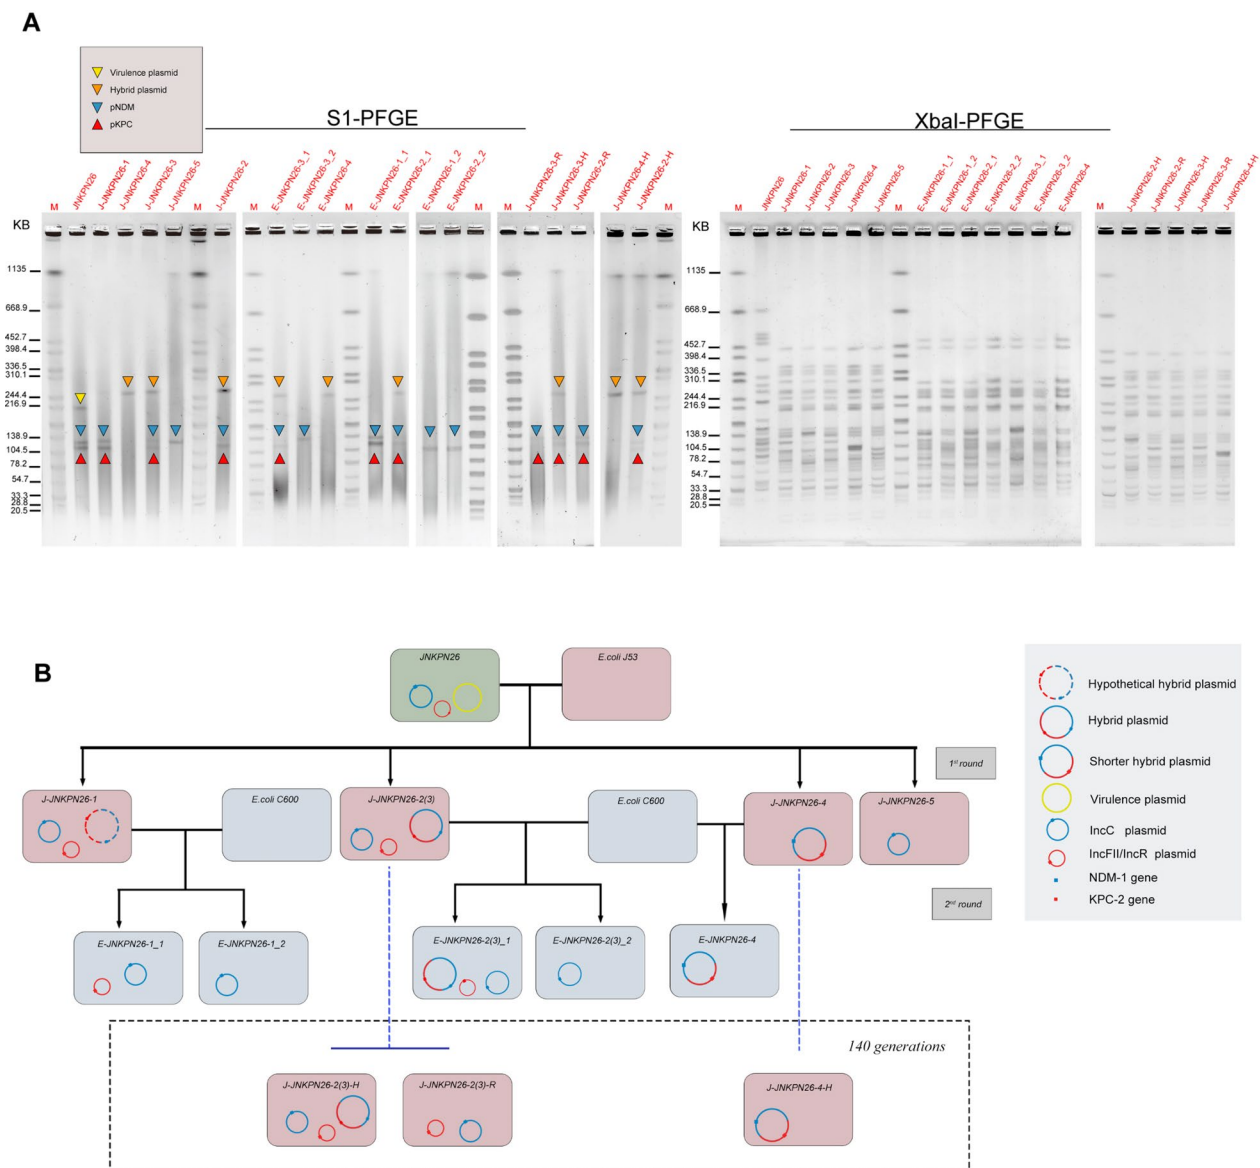 A
Virulence plasmid
Hybrid plasmid
pNDM
pKPC
S1-PFGE
XbaI-PFGE
M
JNKPN26
J-JNKPN26-1
J-JNKPN26-4
J-JNKPN26-3
J-JNKPN26-5
M
J-JNKPN26-2
M
E-JNKPN26-3_1
E-JNKPN26-3_2
E-JNKPN26-4
M
E-JNKPN26-1_1
E-JNKPN26-2_1
E-JNKPN26-1_2
E-JNKPN26-2_2
M
M
J-JNKPN26-3-R
J-JNKPN26-3-H
J-JNKPN26-2-R
J-JNKPN26-4-H
J-JNKPN26-2-H
M
M
JNKPN26
J-JNKPN26-1
J-JNKPN26-2
J-JNKPN26-3
J-JNKPN26-4
J-JNKPN26-5
M
E-JNKPN26-1_1
E-JNKPN26-1_2
E-JNKPN26-2_1
E-JNKPN26-2_2
E-JNKPN26-3_1
E-JNKPN26-3_2
E-JNKPN26-4
M
J-JNKPN26-2-H
J-JNKPN26-2-R
J-JNKPN26-3-H
J-JNKPN26-3-R
J-JNKPN26-4-H
KB
1135
668.9
452.7
398.4
336.5
310.1
244.4
216.9
138.9
104.5
78.2
54.7
33.3
28.8
20.5
KB
1135
668.9
452.7
398.4
336.5
310.1
244.4
216.9
138.9
104.5
78.2
54.7
33.3
28.8
20.5
B
JNKPN26
E.coli J53
1st round
J-JNKPN26-1
E.coli C600
J-JNKPN26-2(3)
E.coli C600
J-JNKPN26-4
J-JNKPN26-5
2nd round
E-JNKPN26-1_1
E-JNKPN26-1_2
E-JNKPN26-2(3)_1
E-JNKPN26-2(3)_2
E-JNKPN26-4
140 generations
J-JNKPN26-2(3)-H
J-JNKPN26-2(3)-R
J-JNKPN26-4-H
Hypothetical hybrid plasmid
Hybrid plasmid
Shorter hybrid plasmid
Virulence plasmid
IncC plasmid
IncFII/IncR plasmid
NDM-1 gene
KPC-2 gene